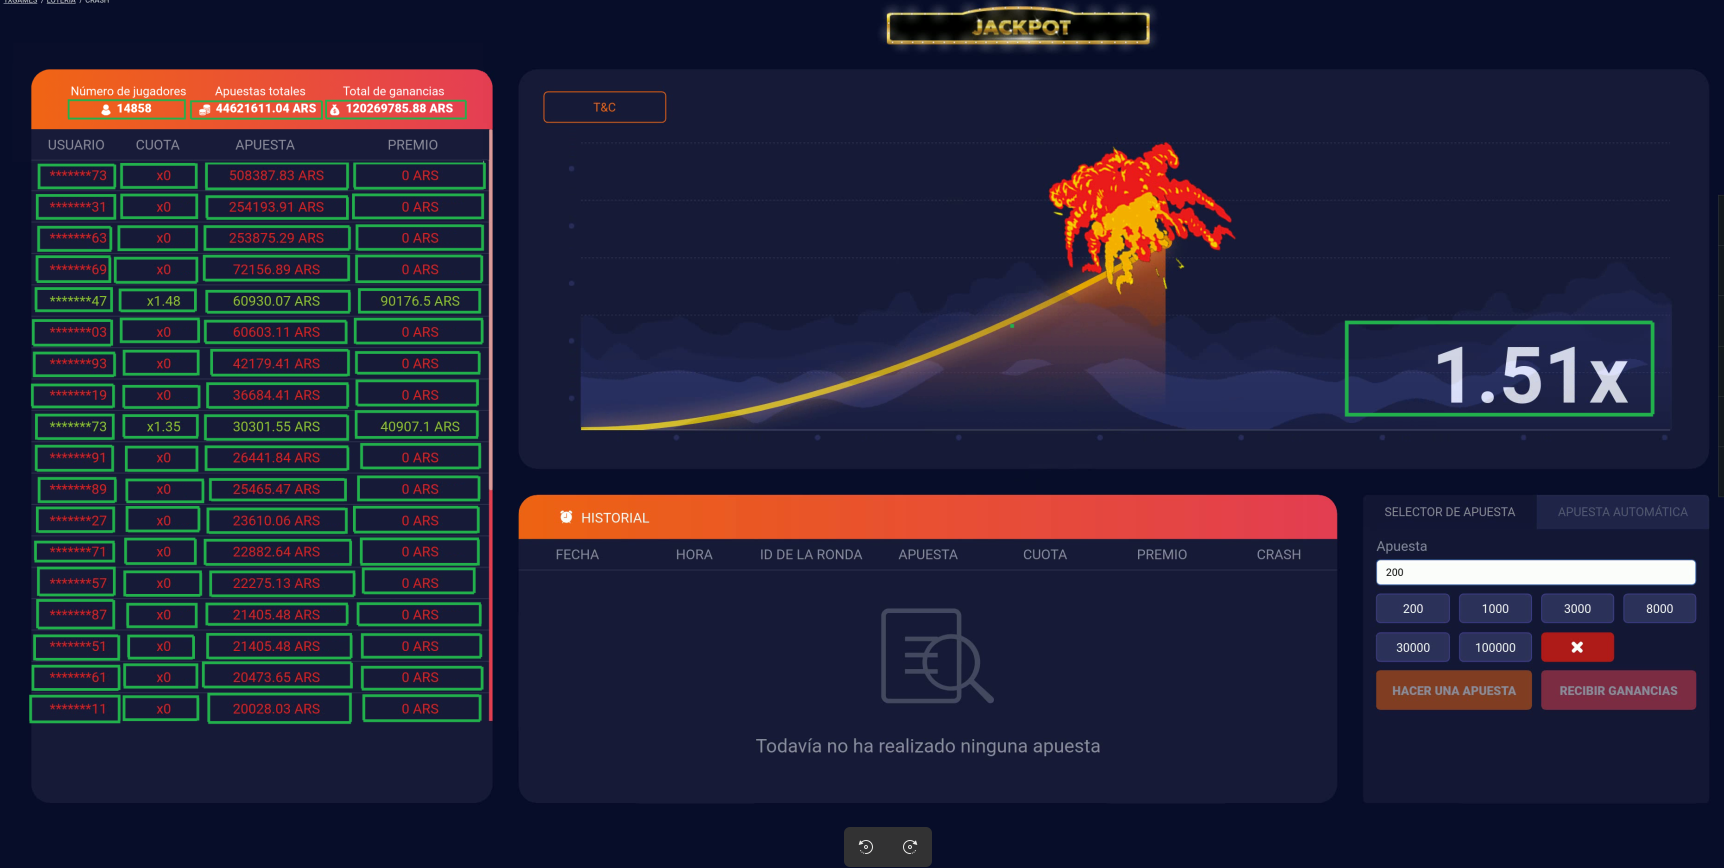 1XGAMES / LOTERÍA / CRASH
JACKPOT
Número de jugadores Apuestas totales Total de ganancias
14858 44621611.04 ARS 120269785.88 ARS
USUARIO CUOTA APUESTA PREMIO
*******73 x0 508387.83 ARS 0 ARS
*******31 x0 254193.91 ARS 0 ARS
*******63 x0 253875.29 ARS 0 ARS
*******69 x0 72156.89 ARS 0 ARS
*******47 x1.48 60930.07 ARS 90176.5 ARS
*******03 x0 60603.11 ARS 0 ARS
*******93 x0 42179.41 ARS 0 ARS
*******19 x0 36684.41 ARS 0 ARS
*******73 x1.35 30301.55 ARS 40907.1 ARS
*******91 x0 26441.84 ARS 0 ARS
*******89 x0 25465.47 ARS 0 ARS
*******27 x0 23610.06 ARS 0 ARS
*******71 x0 22882.64 ARS 0 ARS
*******57 x0 22275.13 ARS 0 ARS
*******87 x0 21405.48 ARS 0 ARS
*******51 x0 21405.48 ARS 0 ARS
*******61 x0 20473.65 ARS 0 ARS
*******11 x0 20028.03 ARS 0 ARS
T&C
1.51x
HISTORIAL
FECHA HORA ID DE LA RONDA APUESTA CUOTA PREMIO CRASH
Todavía no ha realizado ninguna apuesta
SELECTOR DE APUESTA APUESTA AUTOMÁTICA
Apuesta
200
200 1000 3000 8000
30000 100000
HACER UNA APUESTA RECIBIR GANANCIAS